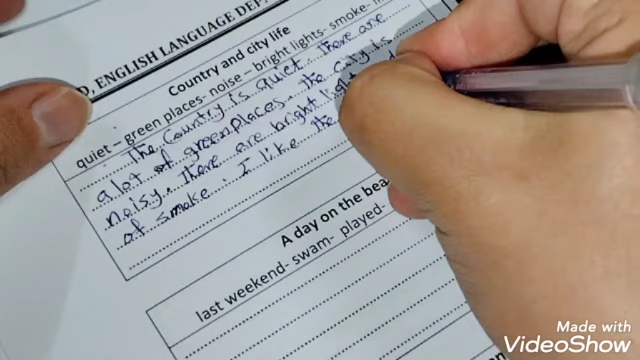 D, ENGLISH LANGUAGE DEP
Country and city life
quiet – green places- noise – bright lights- smoke-
The Country is quiet. There are
a lot of green places. The City is
noisy. There are bright
of smoke. I like the
A day on the bea
last weekend- swam- played-
Made with
VideoShow